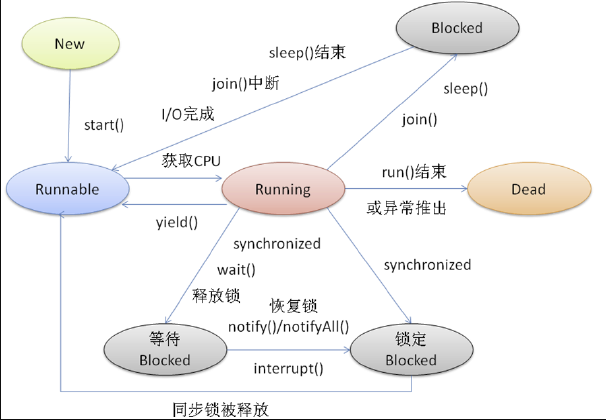 New
Blocked
sleep()结束
join()中断
I/O完成
sleep()
join()
start()
获取CPU
Runnable
Running
run()结束
或异常推出
Dead
yield()
synchronized
wait()
释放锁
synchronized
恢复锁
notify()/notifyAll()
等待
Blocked
interrupt()
锁定
Blocked
同步锁被释放